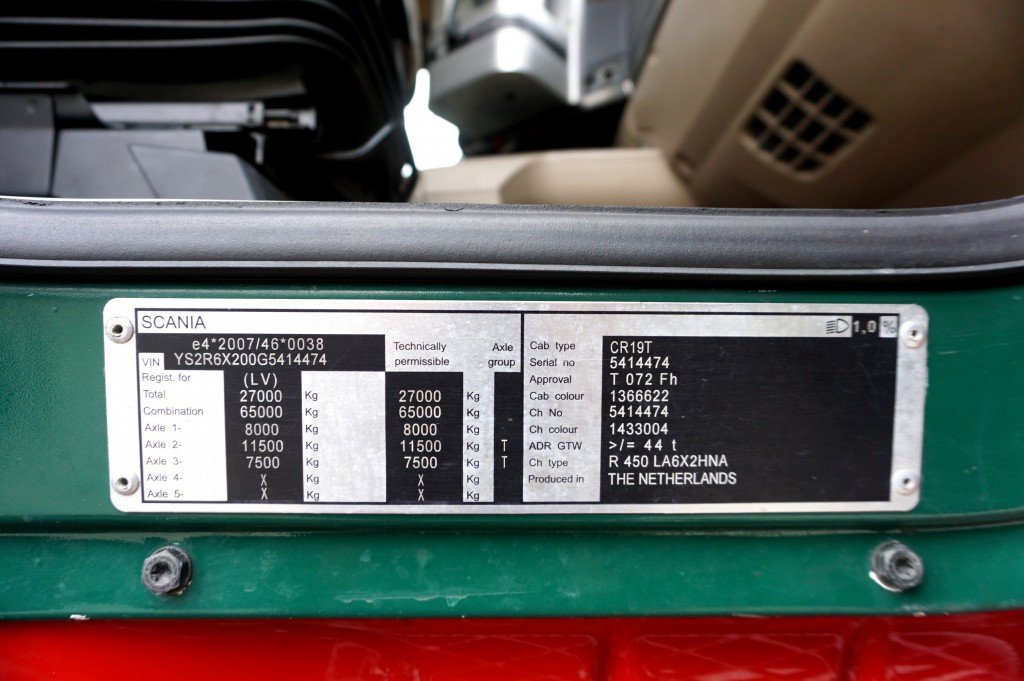 SCANIA
e4*2007/46*0038
VIN YS2R6X200G5414474
Technically permissible
Axle group
Regist. for (LV)
Total 27000 Kg 27000 Kg
Combination 65000 Kg 65000 Kg
Axle 1- 8000 Kg 8000 Kg
Axle 2- 11500 Kg 11500 Kg T
Axle 3- 7500 Kg 7500 Kg T
Axle 4- X Kg X Kg
Axle 5- X Kg X Kg
1,0 %
Cab type CR19T
Serial no 5414474
Approval T 072 Fh
Cab colour 1366622
Ch No 5414474
Ch colour 1433004
ADR GTW >/= 44 t
Ch type R 450 LA6X2HNA
Produced in THE NETHERLANDS